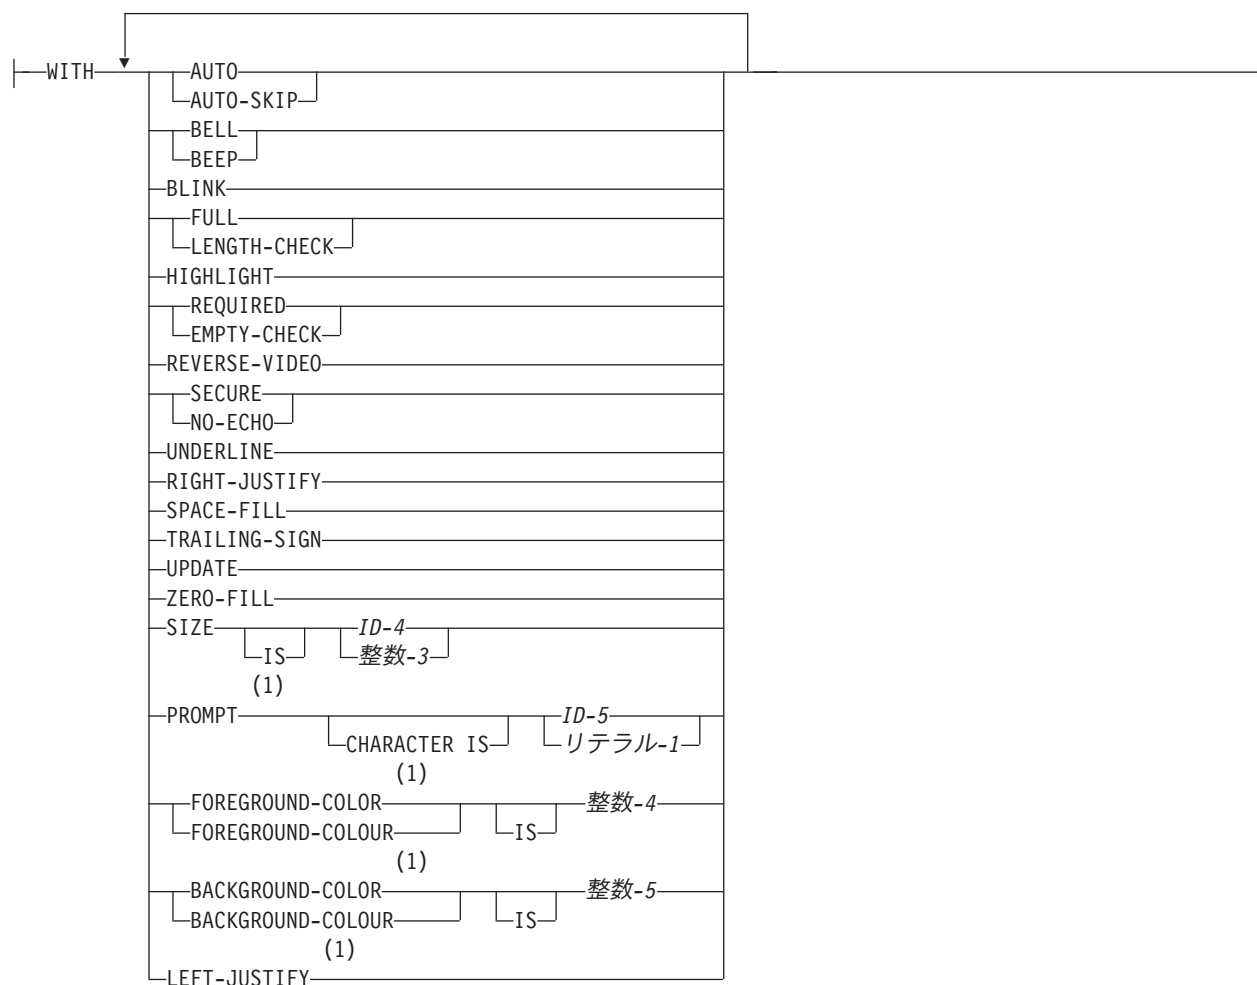 WITH AUTO
AUTO-SKIP
BELL
BEEP
BLINK
FULL
LENGTH-CHECK
HIGHLIGHT
REQUIRED
EMPTY-CHECK
REVERSE-VIDEO
SECURE
NO-ECHO
UNDERLINE
RIGHT-JUSTIFY
SPACE-FILL
TRAILING-SIGN
UPDATE
ZERO-FILL
SIZE ID-4
IS 整数-3
(1)
PROMPT ID-5
CHARACTER IS リテラル-1
(1)
FOREGROUND-COLOR 整数-4
FOREGROUND-COLOUR IS
(1)
BACKGROUND-COLOR 整数-5
BACKGROUND-COLOUR IS
(1)
LEFT-JUSTIFY